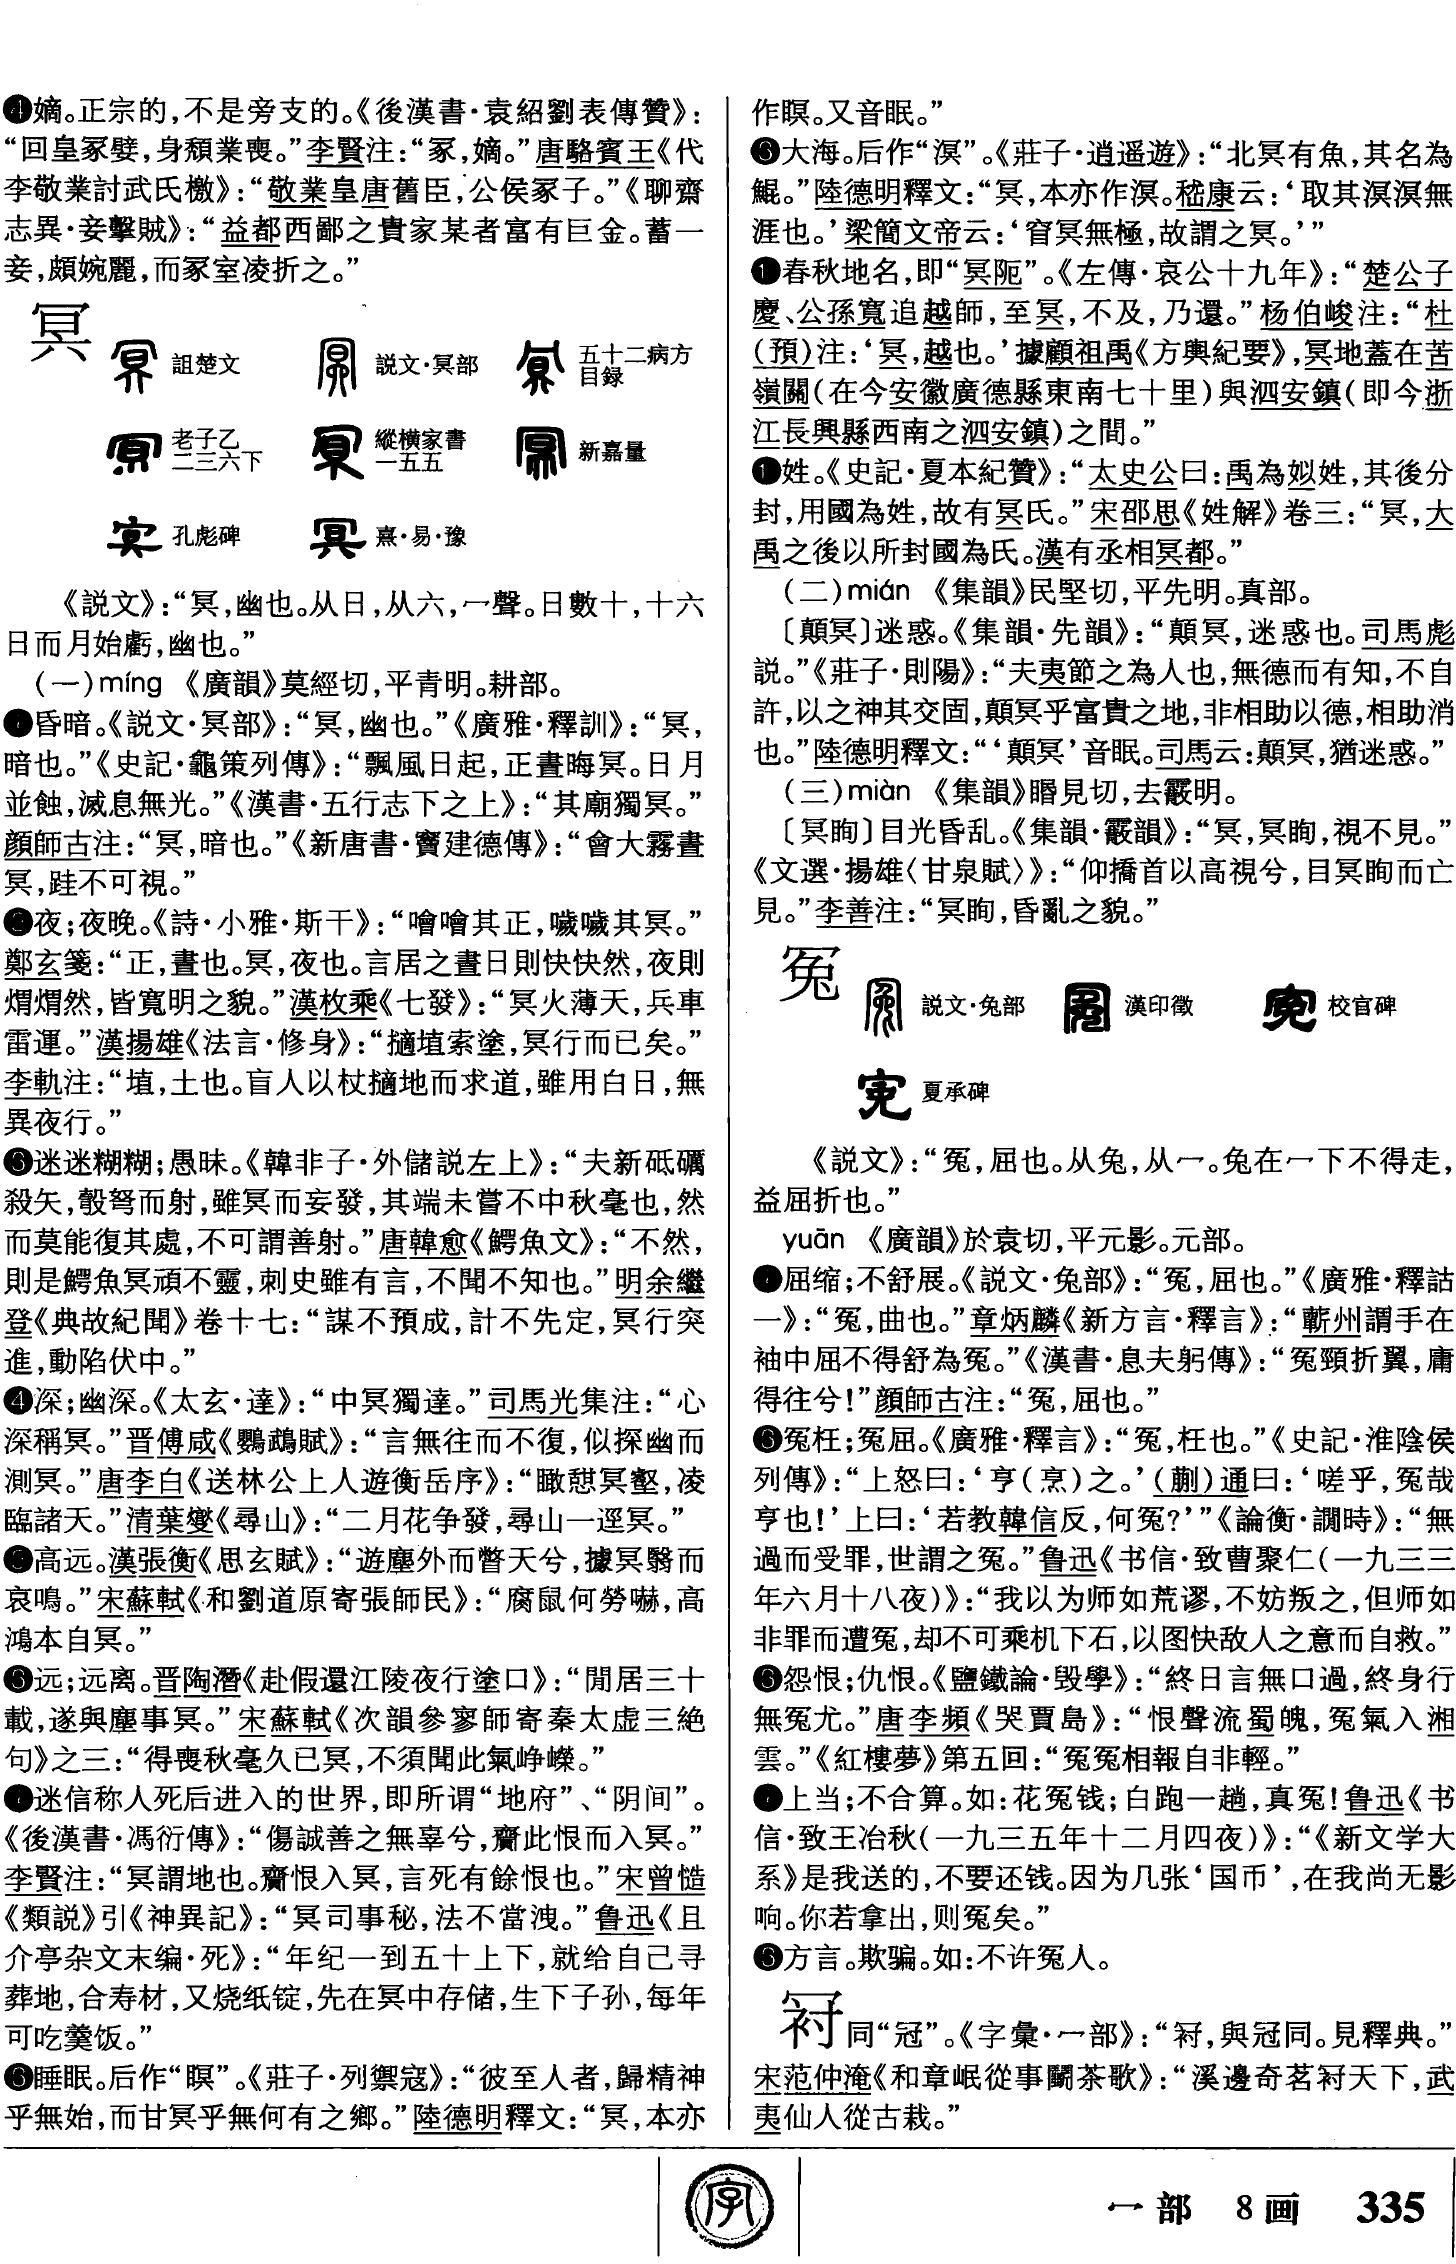 ❹嫡。正宗的,不是旁支的。《後漢書·袁紹劉表傳贊》:
“回皇冢嬖,身頹業喪。”李賢注:“冢,嫡。”唐駱賓王《代
李敬業討武氏檄》:“敬業皇唐舊臣,公侯冢子。”《聊齋
志異·妾擊賊》:“益都西鄙之貴家某者富有巨金。蓄一
妾,頗婉麗,而冢室凌折之。”
冥
詛楚文
説文·冥部
五十二病方
目録
老子乙
二三六下
縱橫家書
一五五
新嘉量
孔彪碑
熹·易·豫
《説文》:“冥,幽也。从日,从六,冖聲。日數十,十六
日而月始虧,幽也。”
(一)míng 《廣韻》莫經切,平青明。耕部。
昏暗。《説文·冥部》:“冥,幽也。”《廣雅·釋訓》:“冥,
暗也。”《史記·龜策列傳》:“飄風日起,正晝晦冥。日月
並蝕,滅息無光。”《漢書·五行志下之上》:“其廟獨冥。”
顔師古注:“冥,暗也。”《新唐書·竇建德傳》:“會大霧晝
冥,跬不可視。”
夜;夜晚。《詩·小雅·斯干》:“噲噲其正,噦噦其冥。”
鄭玄箋:“正,晝也。冥,夜也。言居之晝日則快快然,夜則
煟煟然,皆寬明之貌。”漢枚乘《七發》:“冥火薄天,兵車
雷運。”漢揚雄《法言·修身》:“擿埴索塗,冥行而已矣。”
李軌注:“埴,土也。盲人以杖擿地而求道,雖用白日,無
異夜行。”
❸迷迷糊糊;愚昧。《韓非子·外儲説左上》:“夫新砥礪
殺矢,彀弩而射,雖冥而妄發,其端未嘗不中秋毫也,然
而莫能復其處,不可謂善射。”唐韓愈《鰐魚文》:“不然,
則是鰐魚冥頑不靈,刺史雖有言,不聞不知也。”明余繼
登《典故紀聞》卷十七:“謀不預成,計不先定,冥行突
進,動陷伏中。”
❹深;幽深。《太玄·達》:“中冥獨達。”司馬光集注:“心
深稱冥。”晋傅咸《鸚鵡賦》:“言無往而不復,似探幽而
測冥。”唐李白《送林公上人遊衡岳序》:“瞰憇冥壑,凌
臨諸天。”清葉燮《尋山》:“二月花争發,尋山一逕冥。”
高远。漢張衡《思玄賦》:“遊塵外而瞥天兮,據冥翳而
哀鳴。”宋蘇軾《和劉道原寄張師民》:“腐鼠何勞嚇,高
鴻本自冥。”
远;远离。晋陶潛《赴假還江陵夜行塗口》:“閒居三十
載,遂與塵事冥。”宋蘇軾《次韻參寥師寄秦太虚三絶
句》之三:“得喪秋毫久已冥,不須聞此氣峥嶸。”
迷信称人死后进入的世界,即所谓“地府”、“阴间”。
《後漢書·馮衍傳》:“傷誠善之無辜兮,齎此恨而入冥。”
李賢注:“冥謂地也。齎恨入冥,言死有餘恨也。”宋曾慥
《類説》引《神異記》:“冥司事秘,法不當洩。”鲁迅《且
介亭杂文末编·死》:“年纪一到五十上下,就给自己寻
葬地,合寿材,又烧纸锭,先在冥中存储,生下子孙,每年
可吃羹饭。”
睡眠。后作“瞑”。《莊子·列禦寇》:“彼至人者,歸精神
乎無始,而甘冥乎無何有之鄉。”陸德明釋文:“冥,本亦
作瞑。又音眠。”
大海。后作“溟”。《莊子·逍遥遊》:“北冥有魚,其名為
鯤。”陸德明釋文:“冥,本亦作溟。嵇康云:‘取其溟溟無
涯也。’梁簡文帝云:‘窅冥無極,故謂之冥。’”
春秋地名,即“冥阨”。《左傳·哀公十九年》:“楚公子
慶、公孫寬追越師,至冥,不及,乃還。”杨伯峻注:“杜
(預)注:‘冥,越也。’據顧祖禹《方輿紀要》,冥地蓋在苦
嶺關(在今安徽廣德縣東南七十里)與泗安鎮(即今浙
江長興縣西南之泗安鎮)之間。”
姓。《史記·夏本紀贊》:“太史公曰:禹為姒姓,其後分
封,用國為姓,故有冥氏。”宋邵思《姓解》卷三:“冥,大
禹之後以所封國為氏。漢有丞相冥都。”
(二)mián 《集韻》民堅切,平先明。真部。
〔顛冥〕迷惑。《集韻·先韻》:“顛冥,迷惑也。司馬彪
説。”《莊子·則陽》:“夫夷節之為人也,無德而有知,不自
許,以之神其交固,顛冥乎富貴之地,非相助以德,相助消
也。”陸德明釋文:“‘顛冥’音眠。司馬云:顛冥,猶迷惑。”
(三)miàn 《集韻》眳見切,去霰明。
〔冥眴〕目光昏乱。《集韻·霰韻》:“冥,冥眴,視不見。”
《文選·揚雄〈甘泉賦〉》:“仰撟首以高視兮,目冥眴而亡
見。”李善注:“冥眴,昏亂之貌。”
冤
説文·兔部
漢印徵
校官碑
夏承碑
《説文》:“冤,屈也。从兔,从冖。兔在冖下不得走,
益屈折也。”
yuān 《廣韻》於袁切,平元影。元部。
屈缩;不舒展。《説文·兔部》:“冤,屈也。”《廣雅·釋詁
一》:“冤,曲也。”章炳麟《新方言·釋言》:“蘄州謂手在
袖中屈不得舒為冤。”《漢書·息夫躬傳》:“冤頸折翼,庸
得往兮!”顔師古注:“冤,屈也。”
冤枉;冤屈。《廣雅·釋言》:“冤,枉也。”《史記·淮陰侯
列傳》:“上怒曰:‘亨(烹)之。’(蒯)通曰:‘嗟乎,冤哉
亨也!’上曰:‘若教韓信反,何冤?’”《論衡·讕時》:“無
過而受罪,世謂之冤。”鲁迅《书信·致曹聚仁(一九三三
年六月十八夜)》:“我以为师如荒谬,不妨叛之,但师如
非罪而遭冤,却不可乘机下石,以图快敌人之意而自救。”
怨恨;仇恨。《鹽鐵論·毁學》:“終日言無口過,終身行
無冤尤。”唐李頻《哭賈島》:“恨聲流蜀魄,冤氣入湘
雲。”《紅樓夢》第五回:“冤冤相報自非輕。”
上当;不合算。如:花冤钱;白跑一趟,真冤!鲁迅《书
信·致王冶秋(一九三五年十二月四夜)》:“《新文学大
系》是我送的,不要还钱。因为几张‘国币’,在我尚无影
响。你若拿出,则冤矣。”
方言。欺骗。如:不许冤人。
冠同“冠”。《字彙·冖部》:“𠖥,與冠同。見釋典。”
宋范仲淹《和章岷從事鬭茶歌》:“溪邊奇茗𠖥天下,武
夷仙人從古栽。”
字
冖部 8画 335